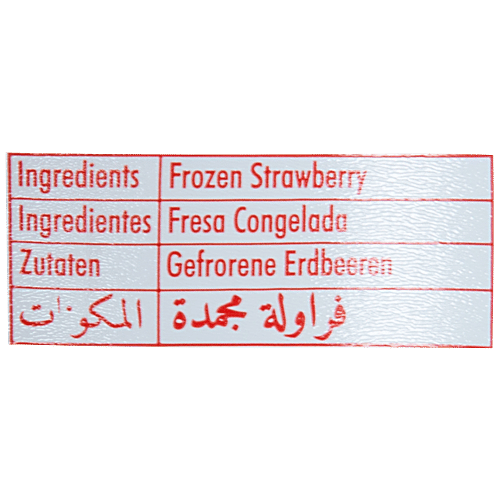 Ingredients Frozen Strawberry
Ingredientes Fresa Congelada
Zutaten Gefrorene Erdbeeren
المكونات فراولة مجمدة